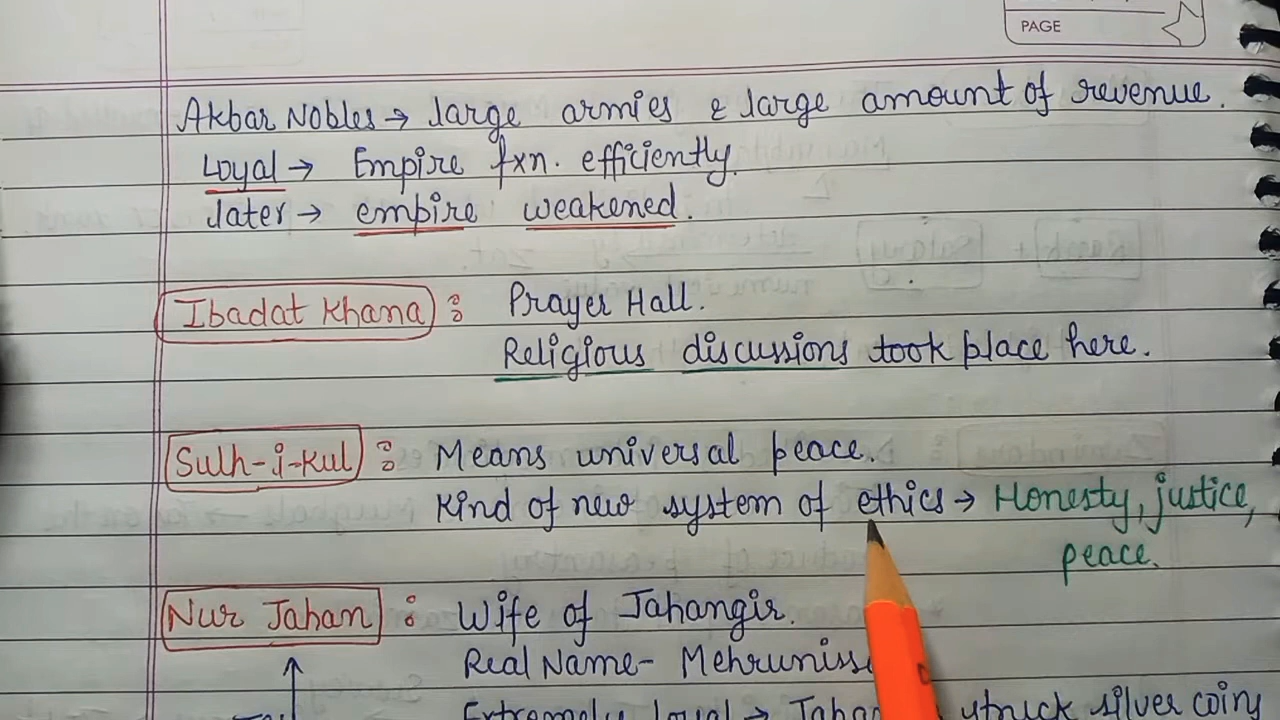 PAGE
Akbar Nobles → large armies & large amount of revenue.
Loyal → Empire fxn. efficiently.
later → empire weakened.
Ibadat Khana : Prayer Hall.
Religious discussions took place here.
Sulh-i-kul : Means universal peace.
Kind of new system of ethics → Honesty, justice,
peace.
Nur Jahan : Wife of Jahangir.
Real Name - 
Extremely loyal → struck silver coins